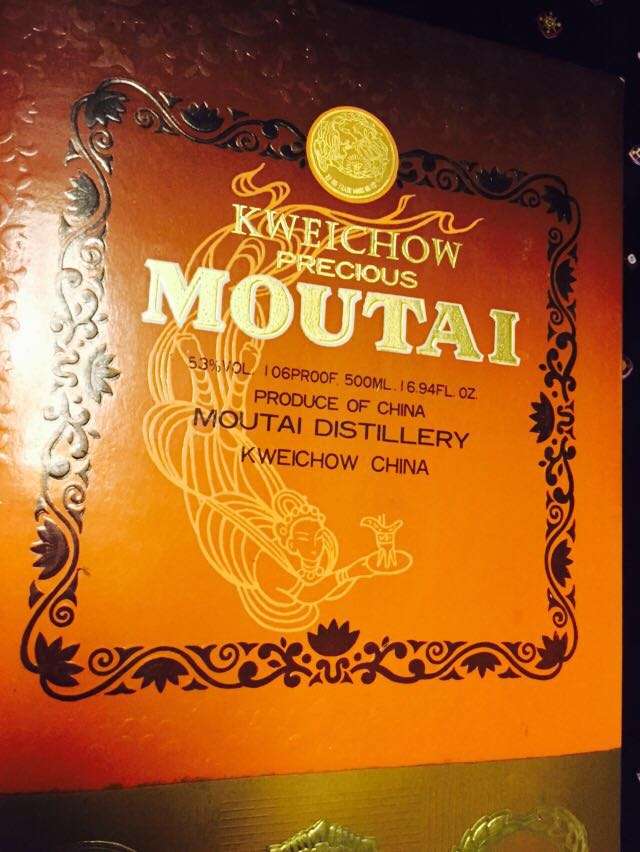 KWEICHOW
PRECIOUS
MOUTAI
53%VOL. 106PROOF. 500ML. 16.94FL. OZ.
PRODUCE OF CHINA
MOUTAI DISTILLERY
KWEICHOW CHINA